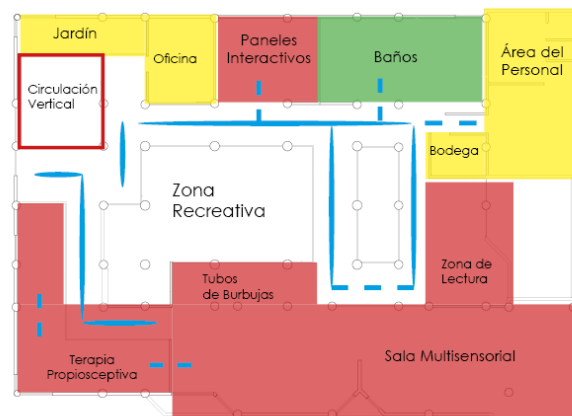 Jardín
Oficina
Paneles
Interactivos
Baños
Área del
Personal
Circulación
Vertical
Bodega
Zona
Recreativa
Tubos
de Burbujas
Zona de
Lectura
Terapia
Propiosceptiva
Sala Multisensorial